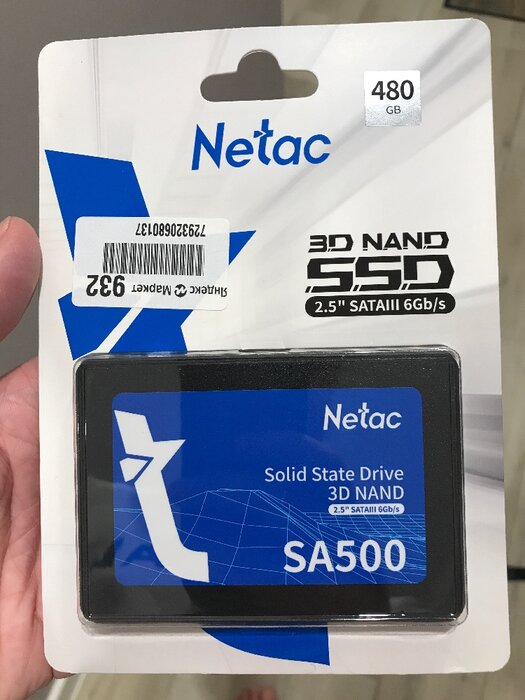 480
GB
Netac
729320680137
932
Яндекс Маркет
3D NAND
SSD
2.5" SATAIII 6Gb/s
Netac
Solid State Drive
3D NAND
2.5" SATAIII 6Gb/s
SA500